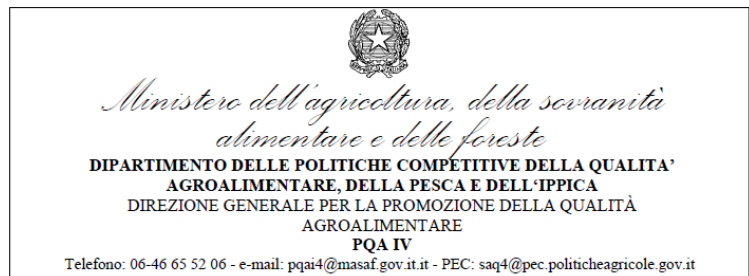 Ministero dell'agricoltura, della sovranità
alimentare e delle foreste
DIPARTIMENTO DELLE POLITICHE COMPETITIVE DELLA QUALITA'
AGROALIMENTARE, DELLA PESCA E DELL'IPPICA
DIREZIONE GENERALE PER LA PROMOZIONE DELLA QUALITÀ
AGROALIMENTARE
PQA IV
Telefono: 06-46 65 52 06 - e-mail: pqai4@masaf.gov.it.it - PEC: saq4@pec.politicheagricole.gov.it